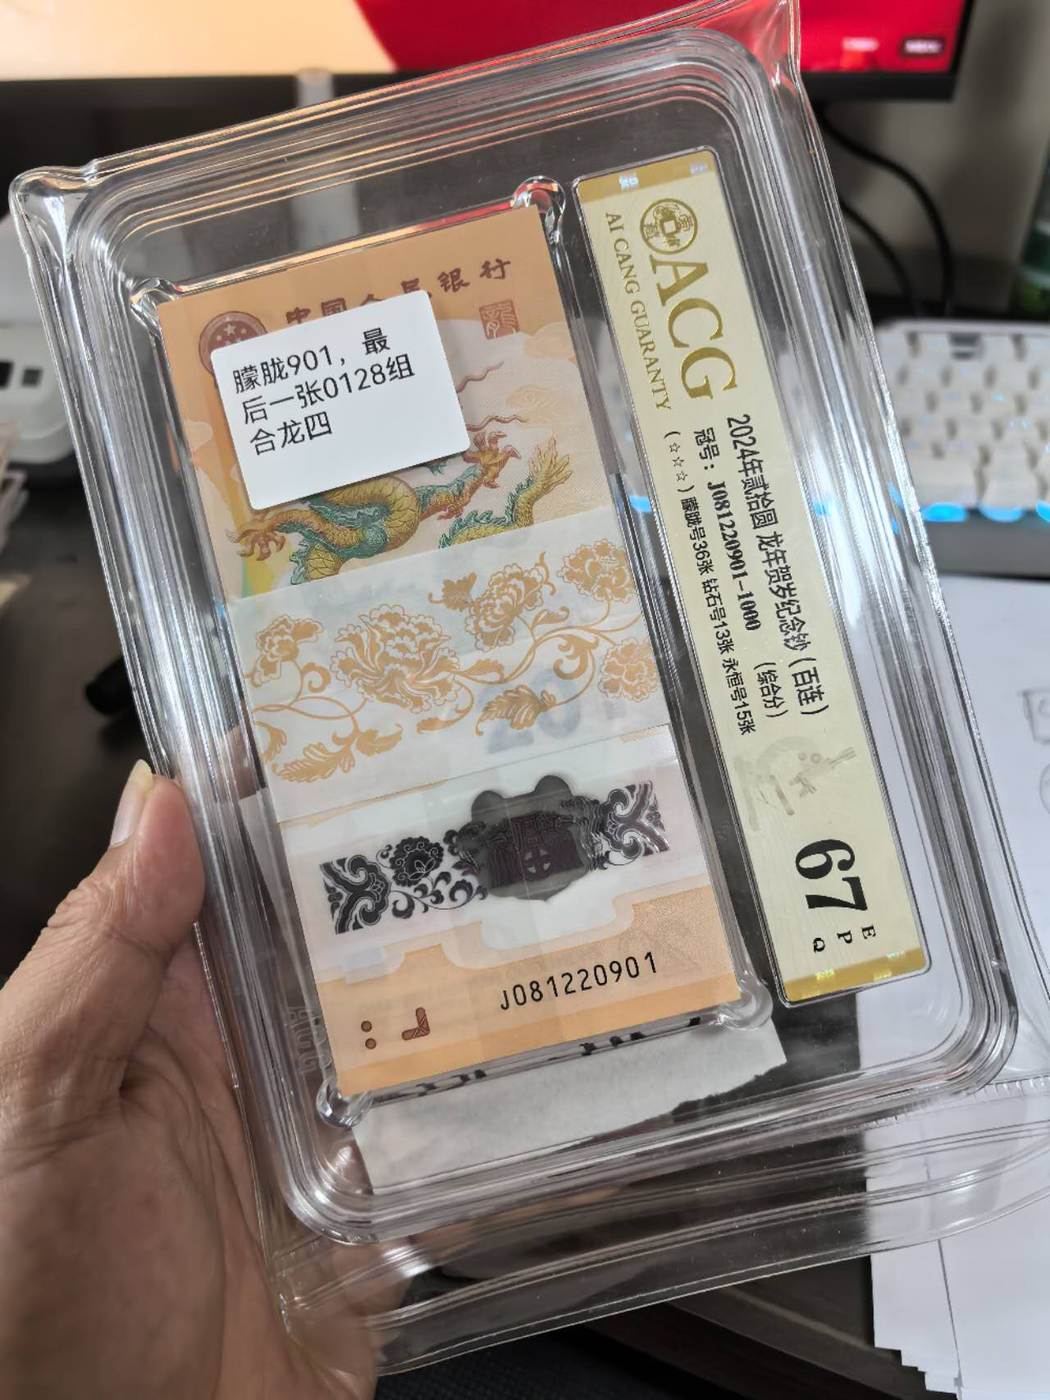 中国人民银行
朦胧901，最
后一张0128组
合龙四
J081220901
ACG
AI CANG GUARANTY
2024年贰拾圆 龙年贺岁纪念钞（百连）
冠号：J081220901-1000 （综合分）
（☆☆☆）朦胧号36张 钻石号13张 永恒号15张
67
E
P
Q